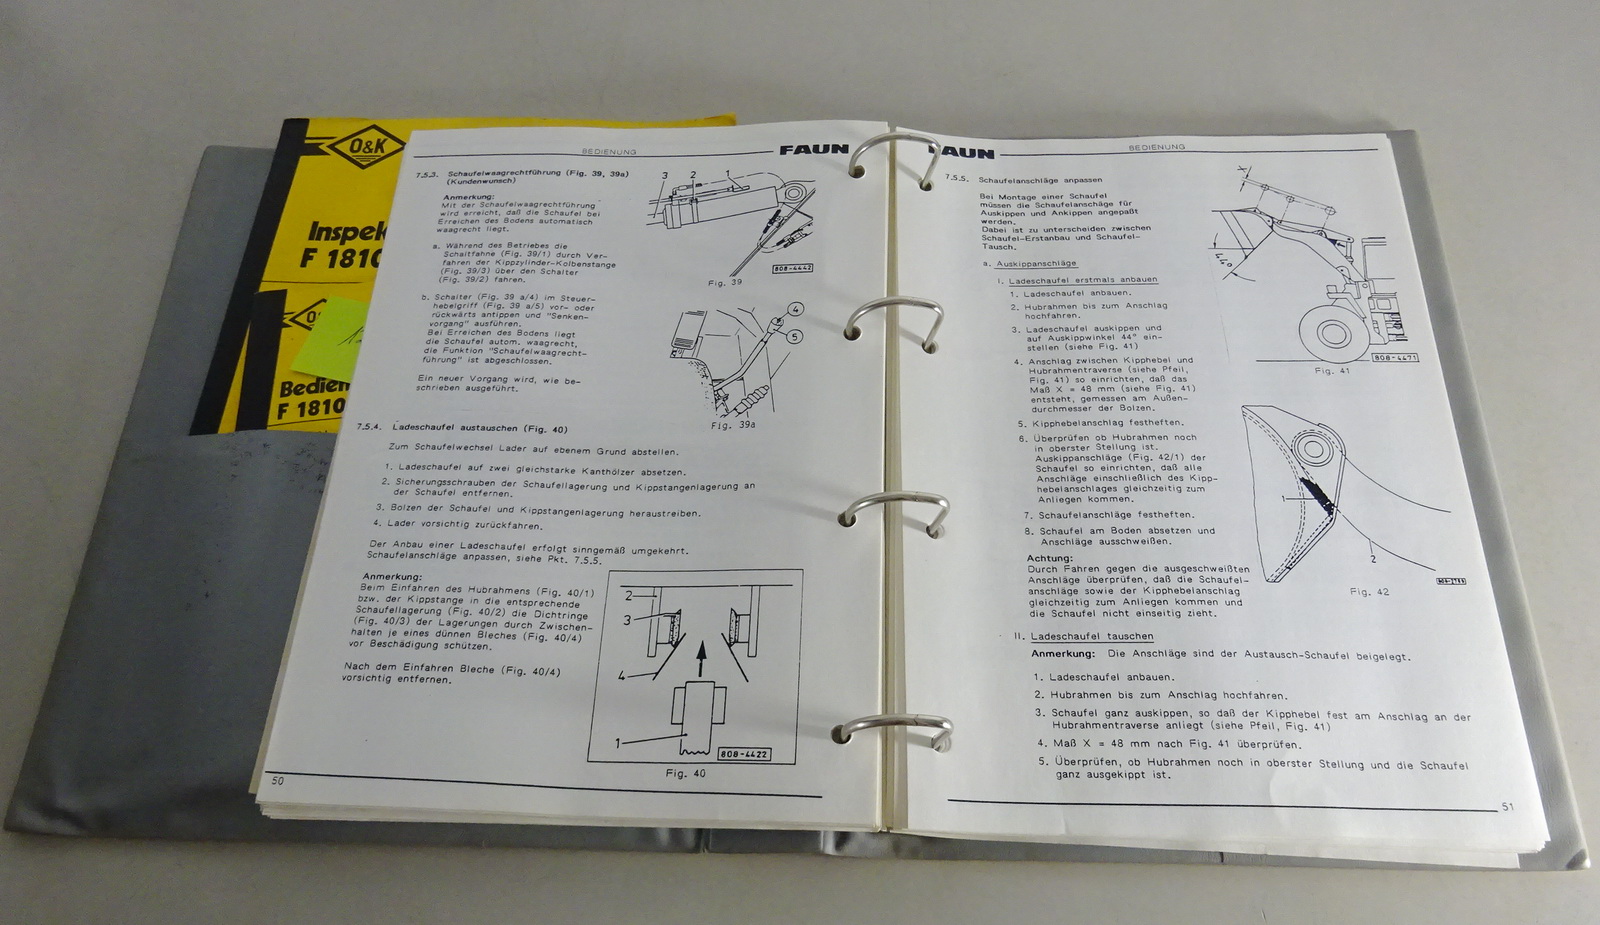 O&K
Inspek
F 1810
Bedien
F 1810
BEDIENUNG
FAUN
7.5.3. Schaufelwaagrechtführung (Fig. 39, 39a)
(Kundenwunsch)
Anmerkung:
Mit der Schaufelwaagrechtführung
wird erreicht, daß die Schaufel bei
Erreichen des Bodens automatisch
waagrecht liegt.
a. Während des Betriebes die
Schaltfahne (Fig. 39/1) durch Ver-
fahren der Kippzylinder-Kolbenstange
(Fig. 39/3) über den Schalter
(Fig. 39/2) fahren.
3 2 1
808-4442
Fig. 39
b. Schalter (Fig. 39 a/4) im Steuer-
hebelgriff (Fig. 39 a/5) vor- oder
rückwärts antippen und "Senken-
vorgang" ausführen.
Bei Erreichen des Bodens liegt
die Schaufel autom. waagrecht,
die Funktion "Schaufelwaagrecht-
führung" ist abgeschlossen.
Ein neuer Vorgang wird, wie be-
schrieben ausgeführt.
4
5
Fig. 39a
7.5.4. Ladeschaufel austauschen (Fig. 40)
Zum Schaufelwechsel Lader auf ebenem Grund abstellen.
1. Ladeschaufel auf zwei gleichstarke Kanthölzer absetzen.
2. Sicherungsschrauben der Schaufellagerung und Kippstangenlagerung an
der Schaufel entfernen.
3. Bolzen der Schaufel und Kippstangenlagerung heraustreiben.
4. Lader vorsichtig zurückfahren.
Der Anbau einer Ladeschaufel erfolgt sinngemäß umgekehrt.
Schaufelanschläge anpassen, siehe Pkt. 7.5.5.
Anmerkung:
Beim Einfahren des Hubrahmens (Fig. 40/1)
bzw. der Kippstange in die entsprechende
Schaufellagerung (Fig. 40/2) die Dichtringe
(Fig. 40/3) der Lagerungen durch Zwischen-
halten je eines dünnen Bleches (Fig. 40/4)
vor Beschädigung schützen.
Nach dem Einfahren Bleche (Fig. 40/4)
vorsichtig entfernen.
2
3
4
1
808-4422
Fig. 40
50
FAUN
BEDIENUNG
7.5.5. Schaufelanschläge anpassen
Bei Montage einer Schaufel
müssen die Schaufelanschäge für
Auskippen und Ankippen angepaßt
werden.
Dabei ist zu unterscheiden zwischen
Schaufel-Erstanbau und Schaufel-
Tausch.
a. Auskippanschläge
I. Ladeschaufel erstmals anbauen
1. Ladeschaufel anbauen.
2. Hubrahmen bis zum Anschlag
hochfahren.
3. Ladeschaufel auskippen und
auf Auskippwinkel 44° ein-
stellen (siehe Fig. 41)
4. Anschlag zwischen Kipphebel und
Hubrahmentraverse (siehe Pfeil,
Fig. 41) so einrichten, daß das
Maß X = 48 mm (siehe Fig. 41)
entsteht, gemessen am Außen-
durchmesser der Bolzen.
5. Kipphebelanschlag festheften.
6. Überprüfen ob Hubrahmen noch
in oberster Stellung ist.
Auskippanschläge (Fig. 42/1) der
Schaufel so einrichten, daß alle
Anschläge einschließlich des Kipp-
hebelanschlages gleichzeitig zum
Anliegen kommen.
7. Schaufelanschläge festheften.
8. Schaufel am Boden absetzen und
Anschläge ausschweißen.
Achtung:
Durch Fahren gegen die ausgeschweißten
Anschläge überprüfen, daß die Schaufel-
anschläge sowie der Kipphebelanschlag
gleichzeitig zum Anliegen kommen und
die Schaufel nicht einseitig zieht.
X
44°
808-4471
Fig. 41
1
2
Fig. 42
II. Ladeschaufel tauschen
Anmerkung: Die Anschläge sind der Austausch-Schaufel beigelegt.
1. Ladeschaufel anbauen.
2. Hubrahmen bis zum Anschlag hochfahren.
3. Schaufel ganz auskippen, so daß der Kipphebel fest am Anschlag an der
Hubrahmentraverse anliegt (siehe Pfeil, Fig. 41)
4. Maß X = 48 mm nach Fig. 41 überprüfen.
5. Überprüfen, ob Hubrahmen noch in oberster Stellung und die Schaufel
ganz ausgekippt ist.
51